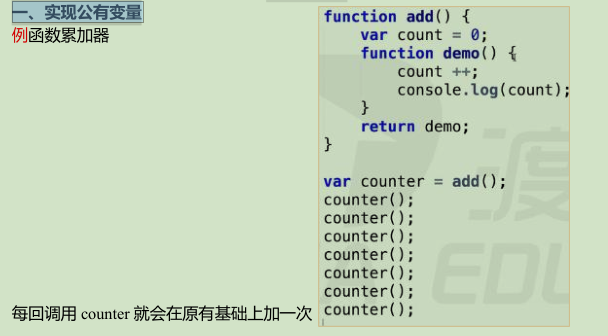 一、实现公有变量
例函数累加器
function add() {
    var count = 0;
    function demo() {
        count ++;
        console.log(count);
    }
    return demo;
}
var counter = add();
counter();
counter();
counter();
counter();
counter();
counter();
counter();
渡
EDU
每回调用 counter 就会在原有基础上加一次